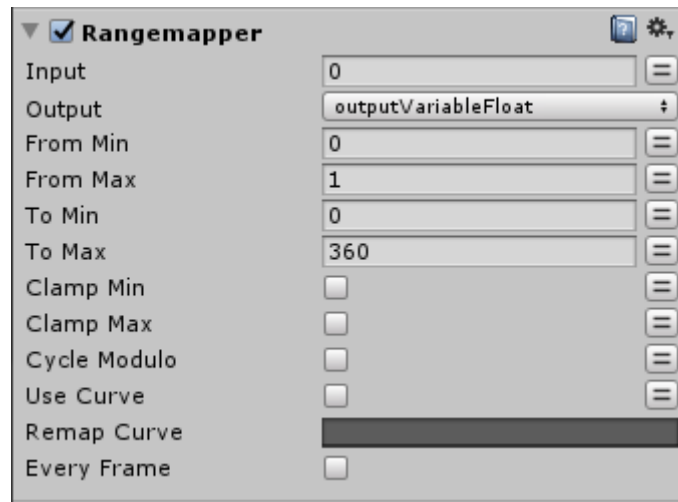 Rangemapper
Input 0
Output outputVariableFloat
From Min 0
From Max 1
To Min 0
To Max 360
Clamp Min
Clamp Max
Cycle Modulo
Use Curve
Remap Curve
Every Frame